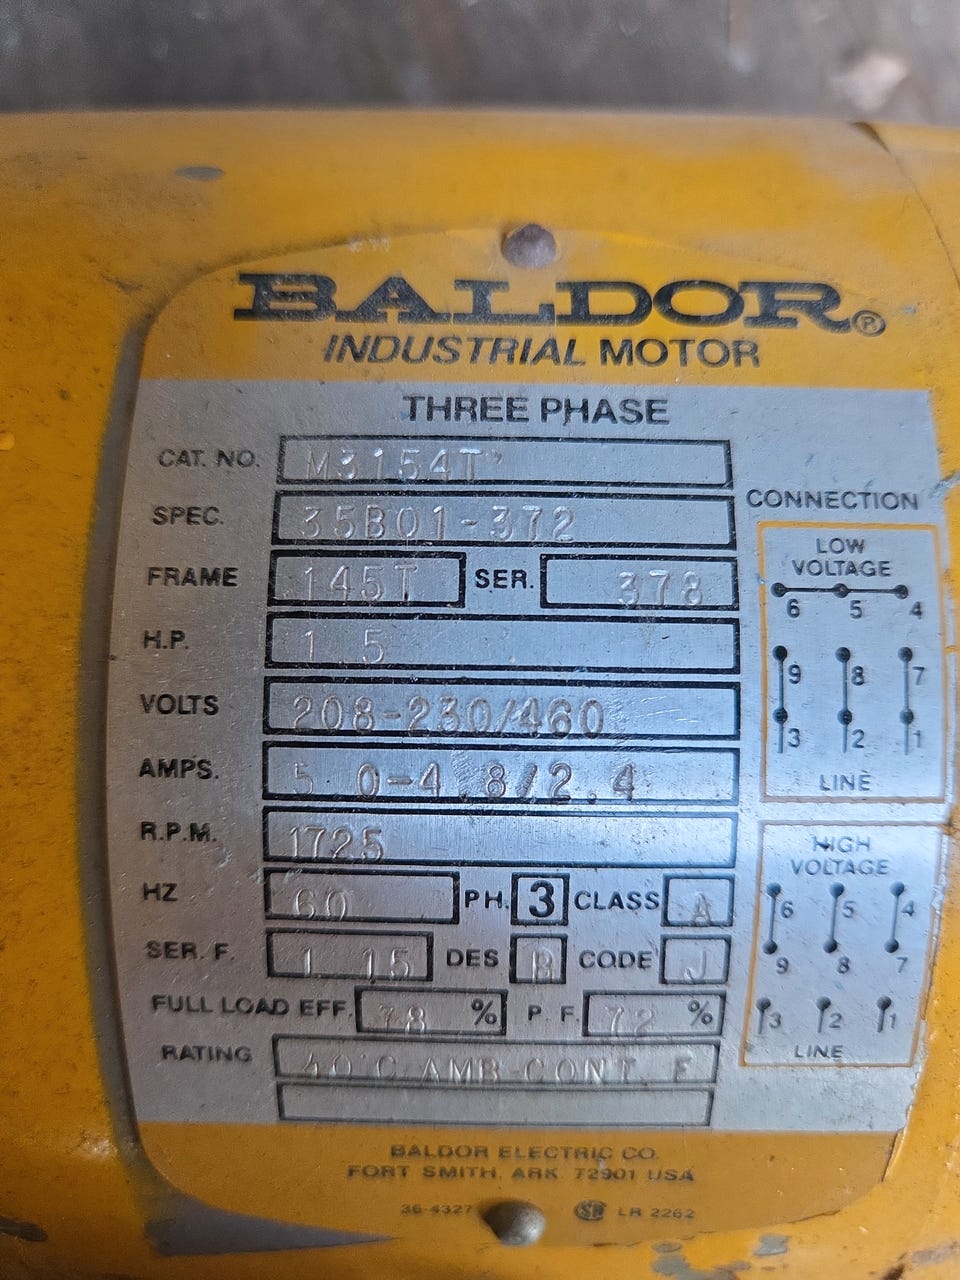 BALDOR®
INDUSTRIAL MOTOR
THREE PHASE
CAT. NO. M3154T
SPEC. 35B01-372
FRAME 145T SER. 378
H.P. 1.5
VOLTS 208-230/460
AMPS. 5.0-4.8/2.4
R.P.M. 1725
HZ 60 PH. 3 CLASS A
SER. F. 1.15 DES B CODE J
FULL LOAD EFF. 78 % P. F. 72 %
RATING 40°C AMB-CONT. F
CONNECTION
LOW
VOLTAGE
6 5 4
9 8 7
3 2 1
LINE
HIGH
VOLTAGE
6 5 4
9 8 7
3 2 1
LINE
BALDOR ELECTRIC CO.
FORT SMITH, ARK. 72901 USA
36-4327 SA LR 2262